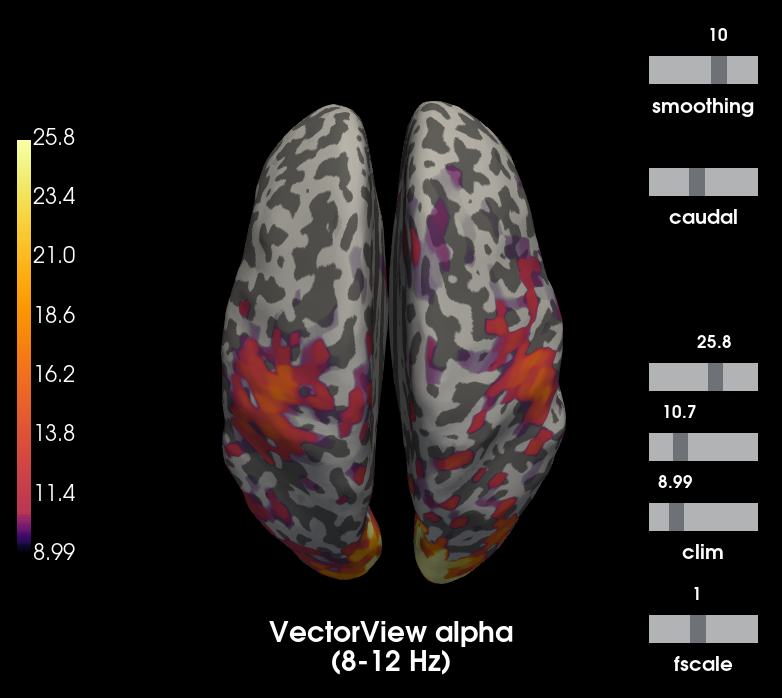 25.8
23.4
21.0
18.6
16.2
13.8
11.4
8.99
10
smoothing
caudal
25.8
10.7
8.99
clim
1
fscale
VectorView alpha
(8-12 Hz)